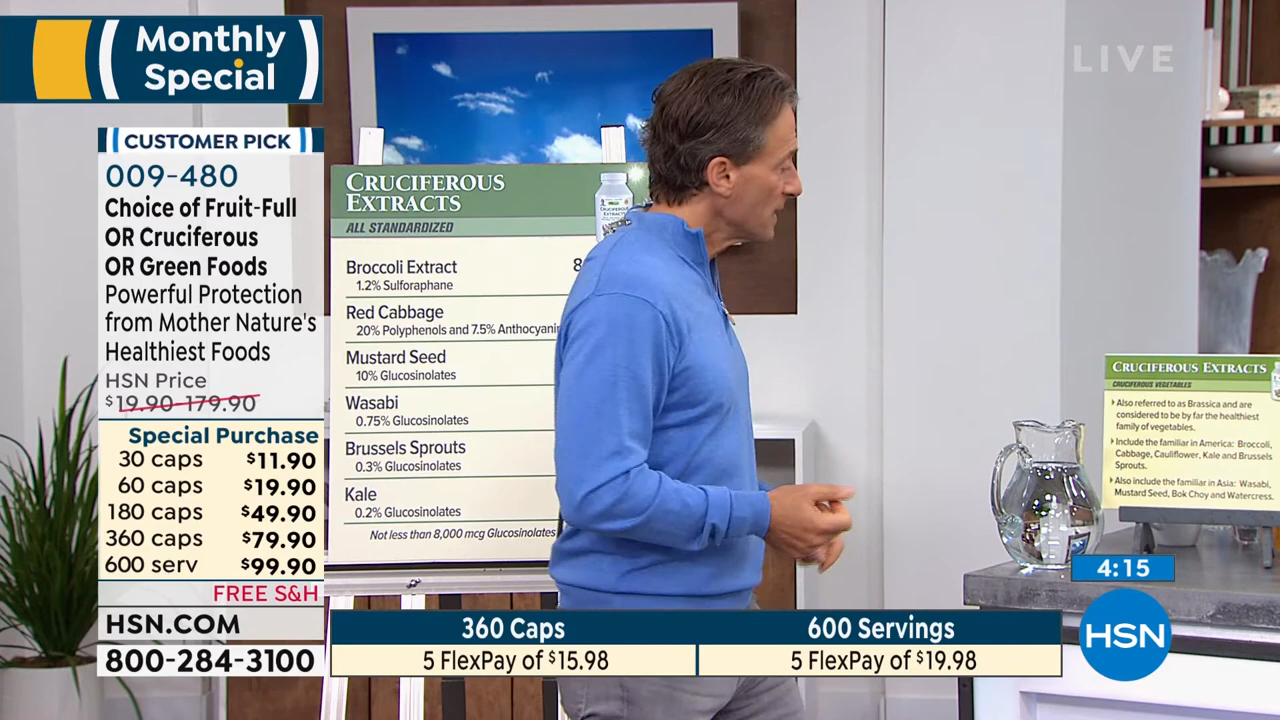 Monthly
Special
LIVE
CUSTOMER PICK
009-480
Choice of Fruit-Full
OR Cruciferous
OR Green Foods
Powerful Protection
from Mother Nature's
Healthiest Foods
HSN Price
$19.90-179.90
Special Purchase
30 caps $11.90
60 caps $19.90
180 caps $49.90
360 caps $79.90
600 serv $99.90
FREE S&H
HSN.COM
800-284-3100
CRUCIFEROUS
EXTRACTS
ALL STANDARDIZED
Broccoli Extract 8
1.2% Sulforaphane
Red Cabbage
20% Polyphenols and 7.5% Anthocyanin
Mustard Seed
10% Glucosinolates
Wasabi
0.75% Glucosinolates
Brussels Sprouts
0.3% Glucosinolates
Kale
0.2% Glucosinolates
Not less than 8,000 mcg Glucosinolates
CRUCIFEROUS
EXTRACTS
CRUCIFEROUS EXTRACTS
CRUCIFEROUS VEGETABLES
Also referred to as Brassica and are
considered to be by far the healthiest
family of vegetables.
Include the familiar in America: Broccoli,
Cabbage, Cauliflower, Kale and Brussels
Sprouts.
Also include the familiar in Asia: Wasabi,
Mustard Seed, Bok Choy and Watercress.
4:15
HSN
360 Caps 600 Servings
5 FlexPay of $15.98 5 FlexPay of $19.98